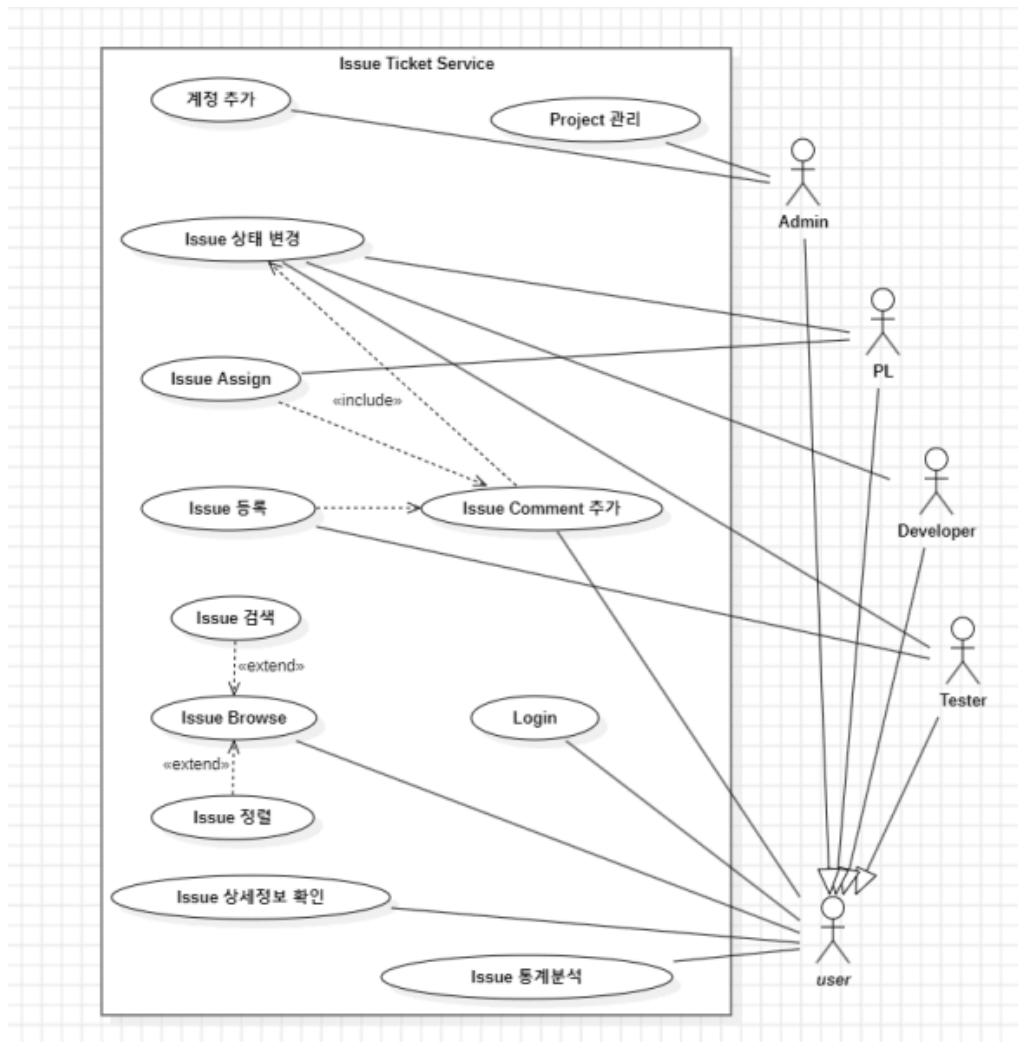 Issue Ticket Service
계정 추가
Project 관리
Admin
Issue 상태 변경
PL
Issue Assign
«include»
Developer
Issue 등록
Issue Comment 추가
Issue 검색
Tester
«extend»
Issue Browse
Login
«extend»
Issue 정렬
Issue 상세정보 확인
Issue 통계분석
user